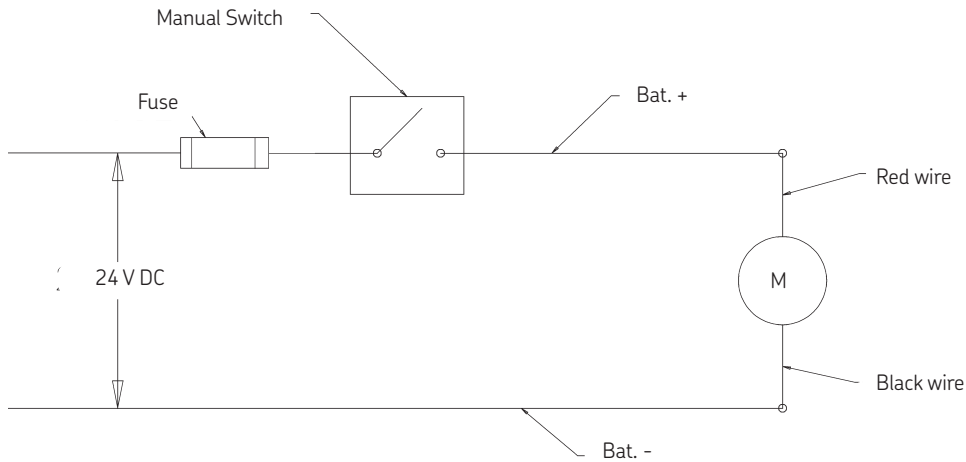 Manual Switch
Fuse
Bat. +
Red wire
24 V DC
M
Black wire
Bat. -